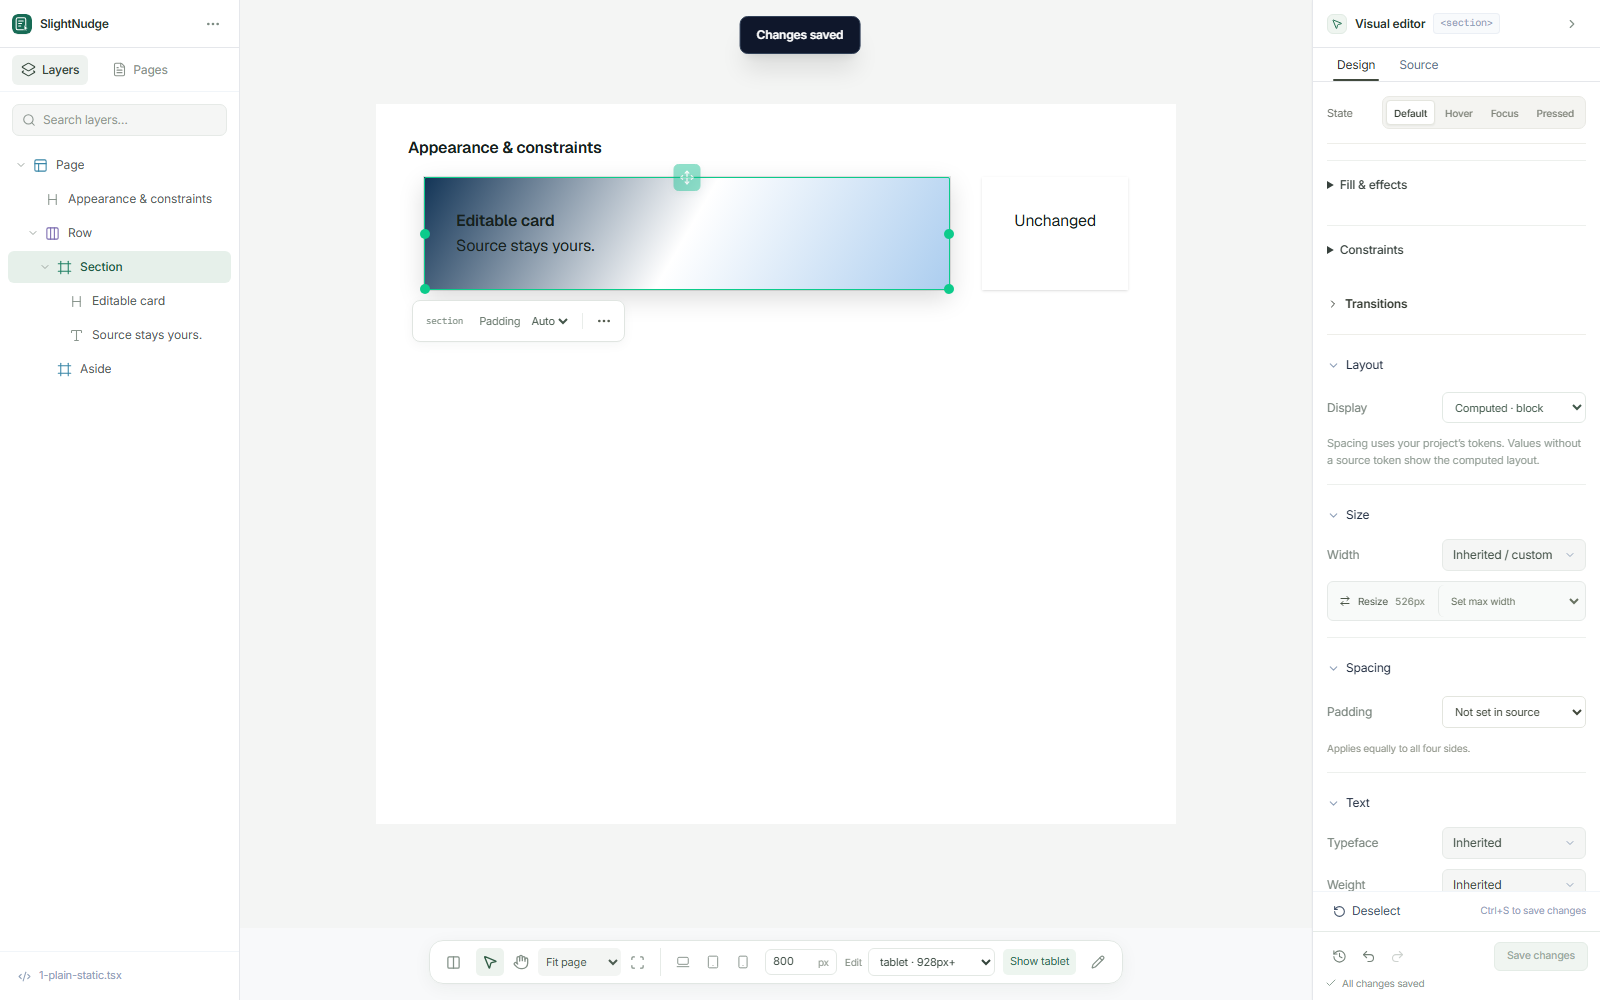 SlightNudge
Layers
Pages
Search layers...
Page
Appearance & constraints
Row
Section
Editable card
Source stays yours.
Aside
1-plain-static.tsx
Changes saved
Appearance & constraints
Editable card
Source stays yours.
Unchanged
section Padding Auto
Fit page
800 px
Edit
tablet · 928px+
Show tablet
Visual editor
<section>
Design
Source
State
Default Hover Focus Pressed
Fill & effects
Constraints
Transitions
Layout
Display
Computed · block
Spacing uses your project's tokens. Values without
a source token show the computed layout.
Size
Width
Inherited / custom
Resize 526px
Set max width
Spacing
Padding
Not set in source
Applies equally to all four sides.
Text
Typeface
Inherited
Weight
Inherited
Deselect
Ctrl+S to save changes
Save changes
All changes saved